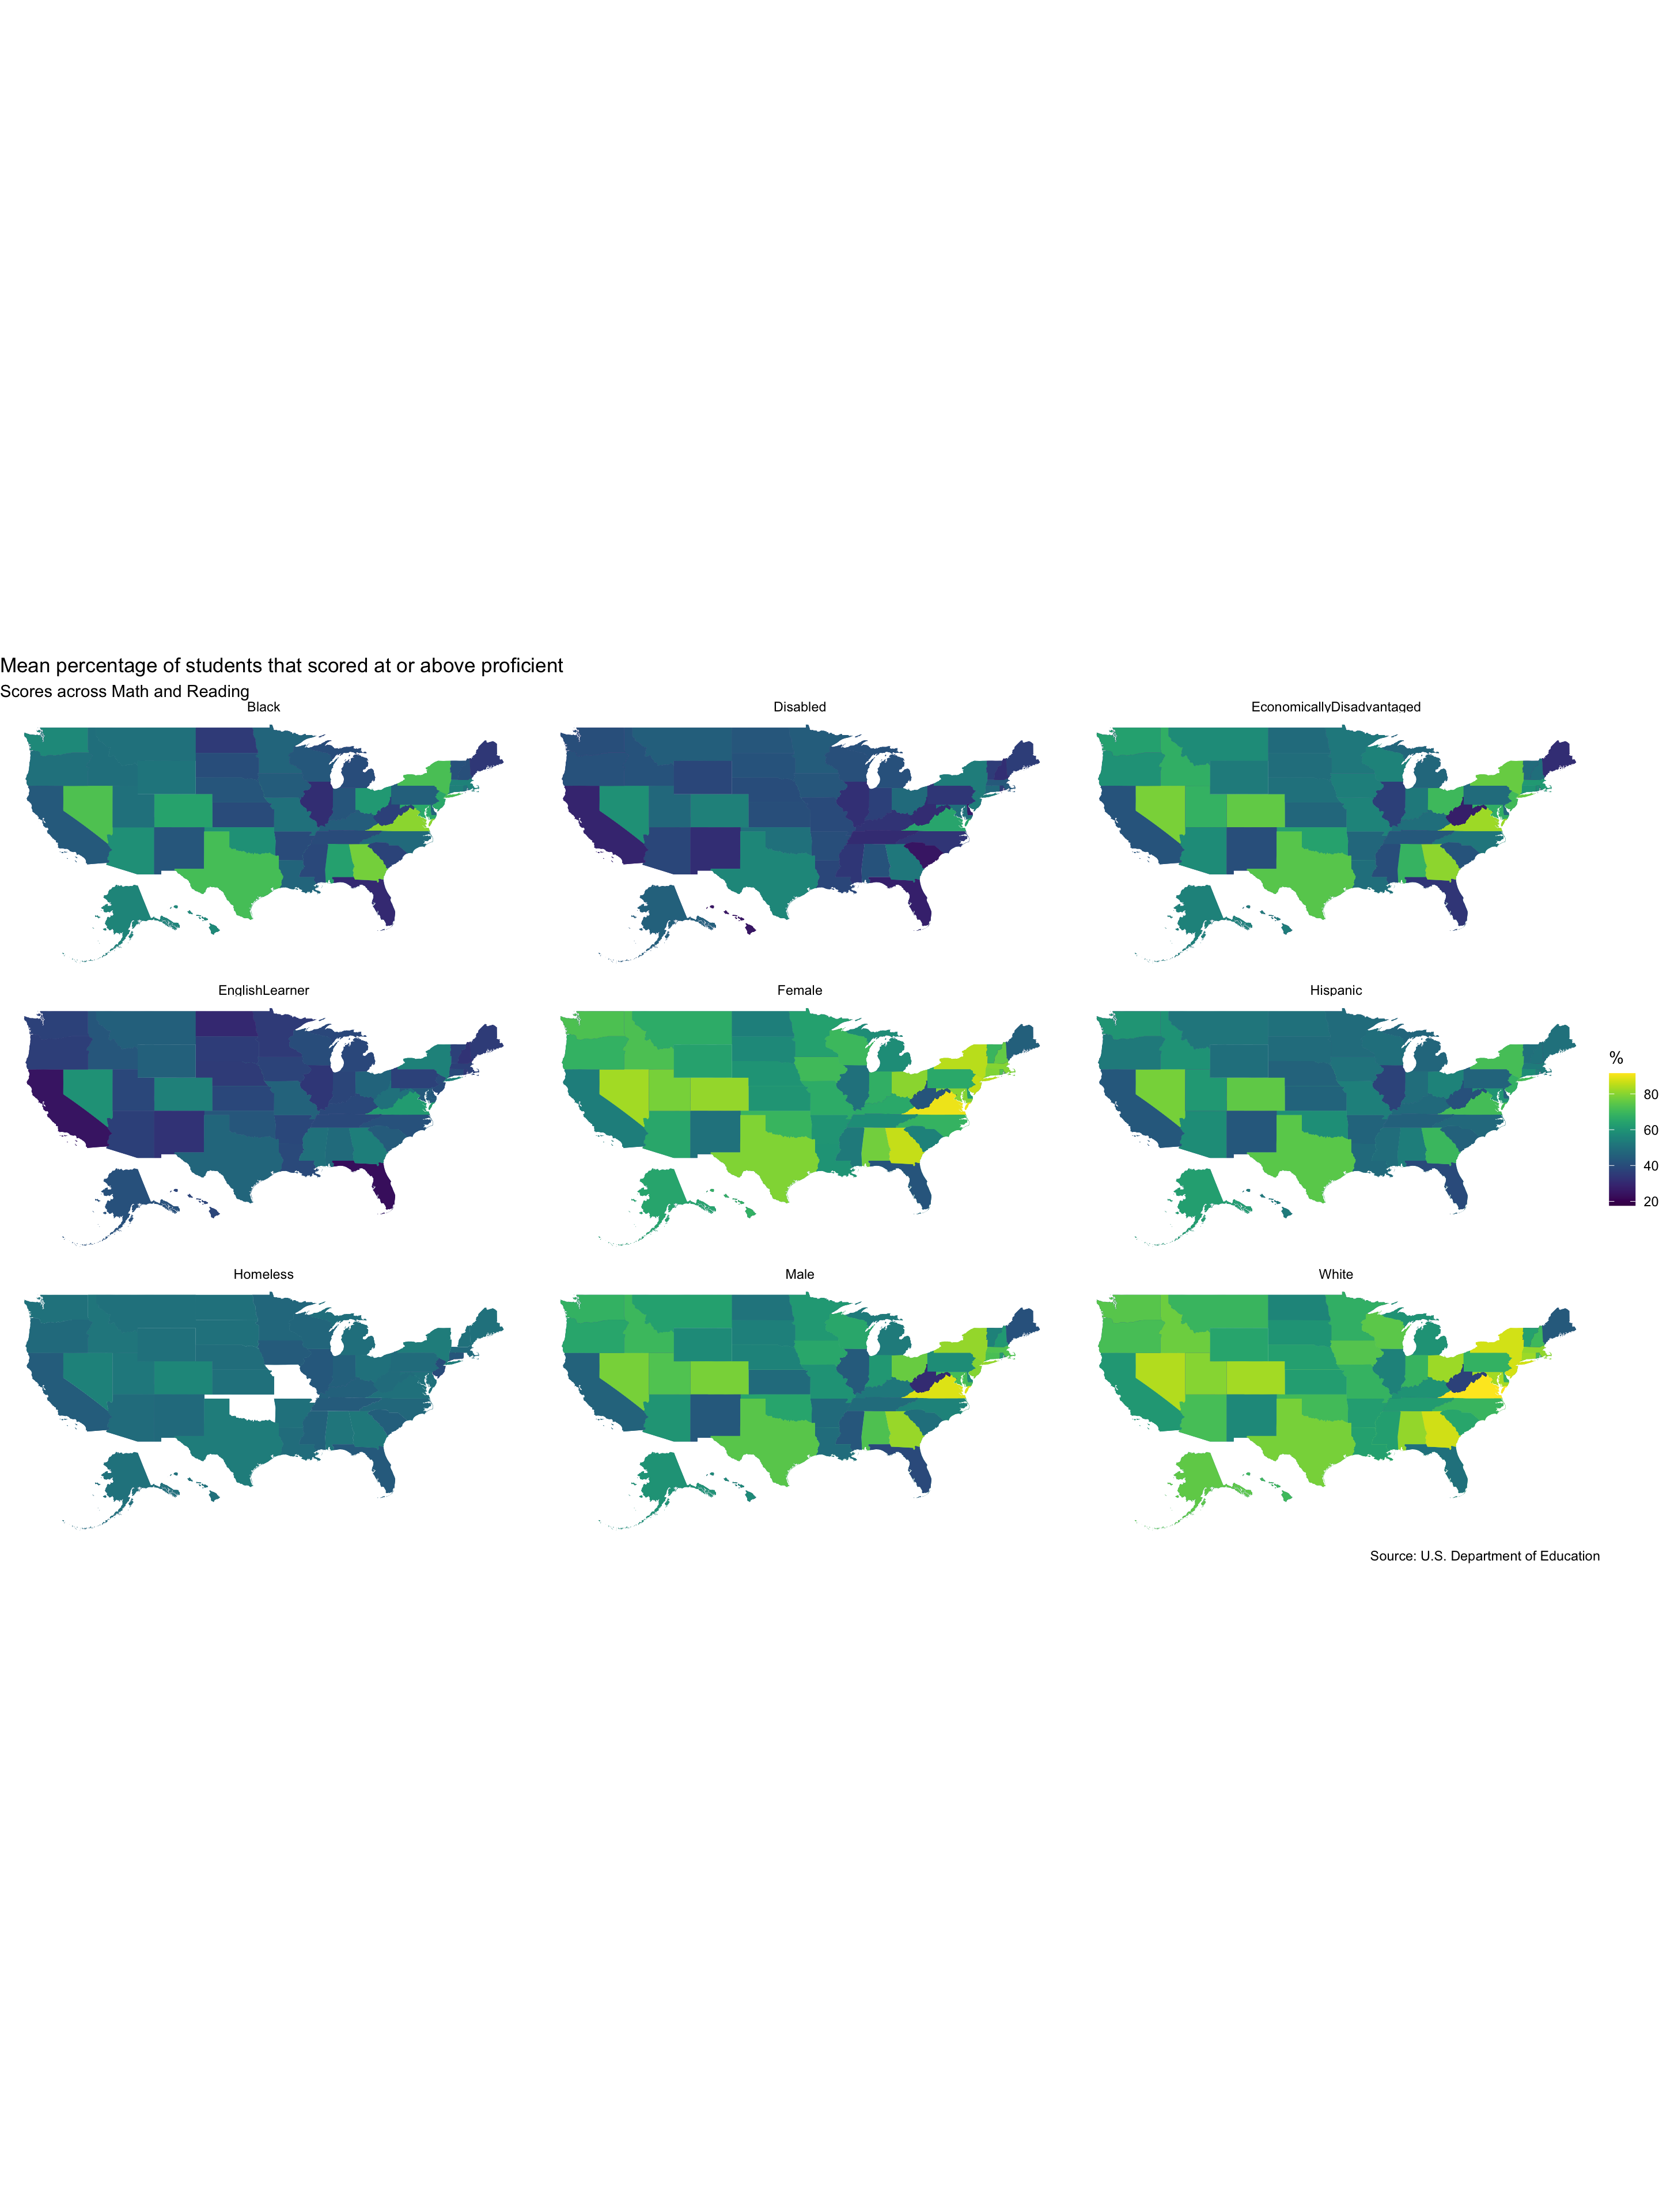 Mean percentage of students that scored at or above proficient
Scores across Math and Reading
Black
Disabled
EconomicallyDisadvantaged
EnglishLearner
Female
Hispanic
%
80
60
40
20
Homeless
Male
White
Source: U.S. Department of Education